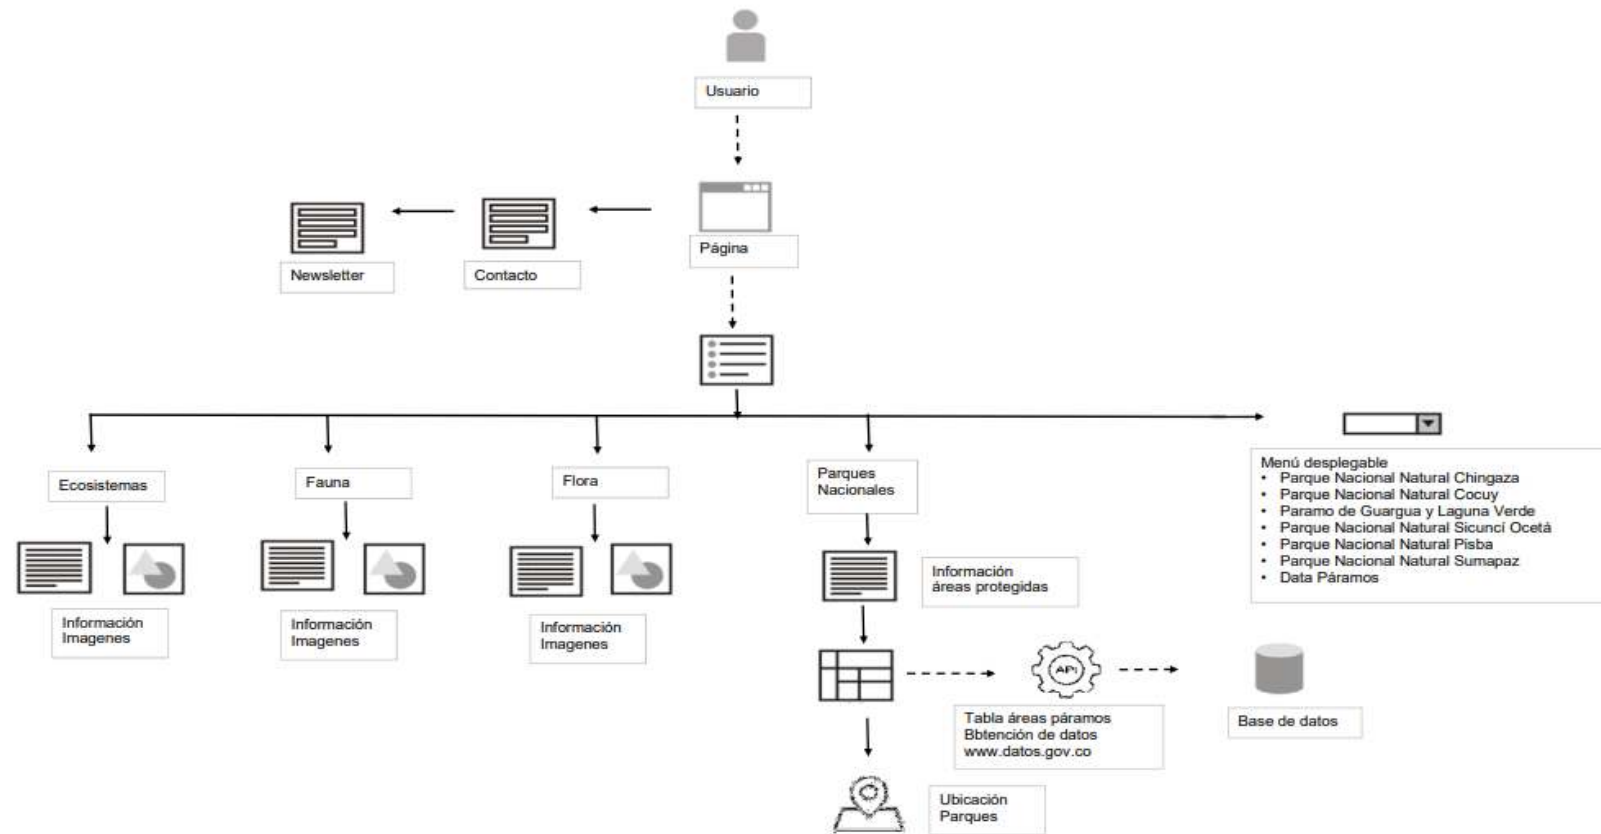 Usuario
Página
Newsletter
Contacto
Ecosistemas
Fauna
Flora
Parques
Nacionales
Menú desplegable
• Parque Nacional Natural Chingaza
• Parque Nacional Natural Cocuy
• Paramo de Guargua y Laguna Verde
• Parque Nacional Natural Sicuncí Ocetá
• Parque Nacional Natural Pisba
• Parque Nacional Natural Sumapaz
• Data Páramos
Información
Imagenes
Información
Imagenes
Información
Imagenes
Información
áreas protegidas
API
Tabla áreas páramos
Bbtención de datos
www.datos.gov.co
Base de datos
Ubicación
Parques